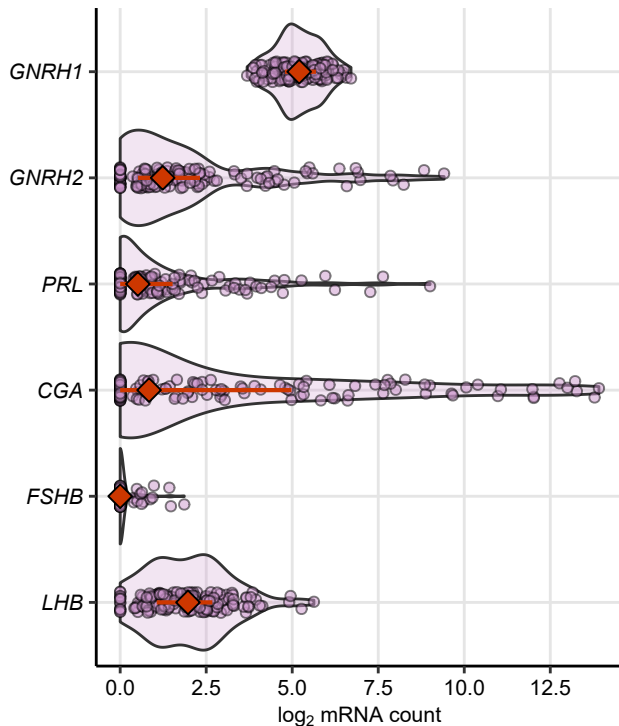 GNRH1
GNRH2
PRL
CGA
FSHB
LHB
0.0 2.5 5.0 7.5 10.0 12.5
log₂ mRNA count